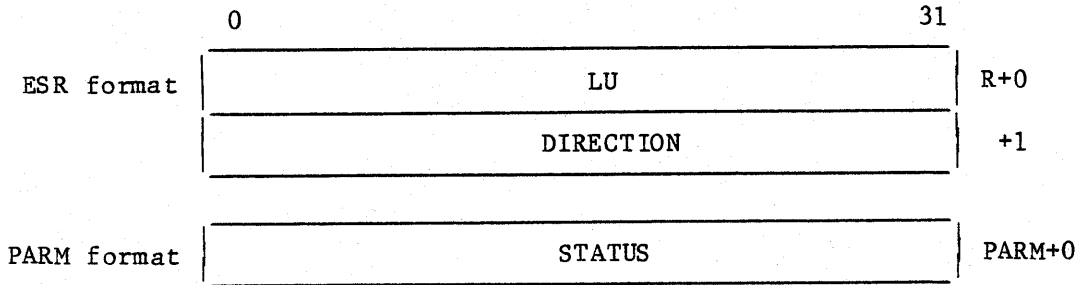 0 31
ESR format LU R+0
DIRECTION +1
PARM format STATUS PARM+0